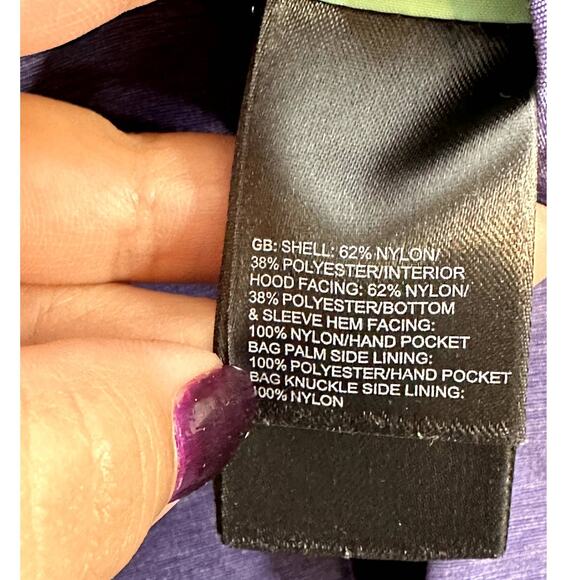 GB: SHELL: 62% NYLON/
38% POLYESTER/INTERIOR
HOOD FACING: 62% NYLON/
38% POLYESTER/BOTTOM
& SLEEVE HEM FACING:
100% NYLON/HAND POCKET
BAG PALM SIDE LINING:
100% POLYESTER/HAND POCKET
BAG KNUCKLE SIDE LINING:
100% NYLON